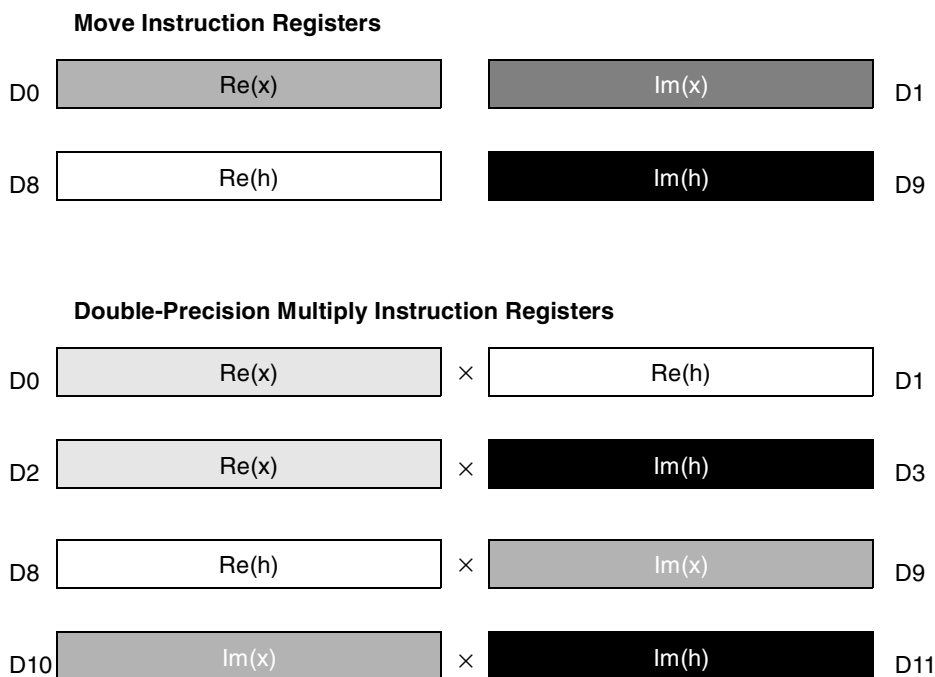 Move Instruction Registers
D0 Re(x) Im(x) D1
D8 Re(h) Im(h) D9
Double-Precision Multiply Instruction Registers
D0 Re(x) × Re(h) D1
D2 Re(x) × Im(h) D3
D8 Re(h) × Im(x) D9
D10 Im(x) × Im(h) D11